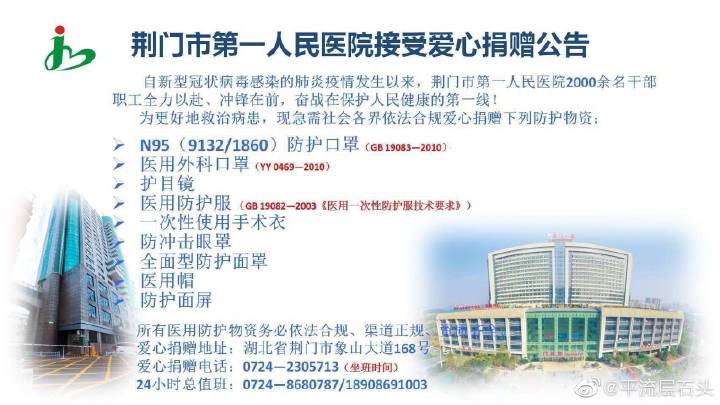 荆门市第一人民医院接受爱心捐赠公告
自新型冠状病毒感染的肺炎疫情发生以来，荆门市第一人民医院2000余名干部
职工全力以赴、冲锋在前，奋战在保护人民健康的第一线！
为更好地救治病患，现急需社会各界依法合规爱心捐赠下列防护物资：
➢ N95（9132/1860）防护口罩（GB 19083—2010）
➢ 医用外科口罩（YY 0469—2010）
➢ 护目镜
➢ 医用防护服（GB 19082—2003《医用一次性防护服技术要求》）
➢ 一次性使用手术衣
➢ 防冲击眼罩
➢ 全面型防护面罩
➢ 医用帽
➢ 防护面屏
所有医用防护物资务必依法合规、渠道正规、
爱心捐赠地址：湖北省荆门市象山大道168号
爱心捐赠电话：0724—2305713（坐班时间）
24小时总值班：0724—8680787/18908691003
@平流层石头